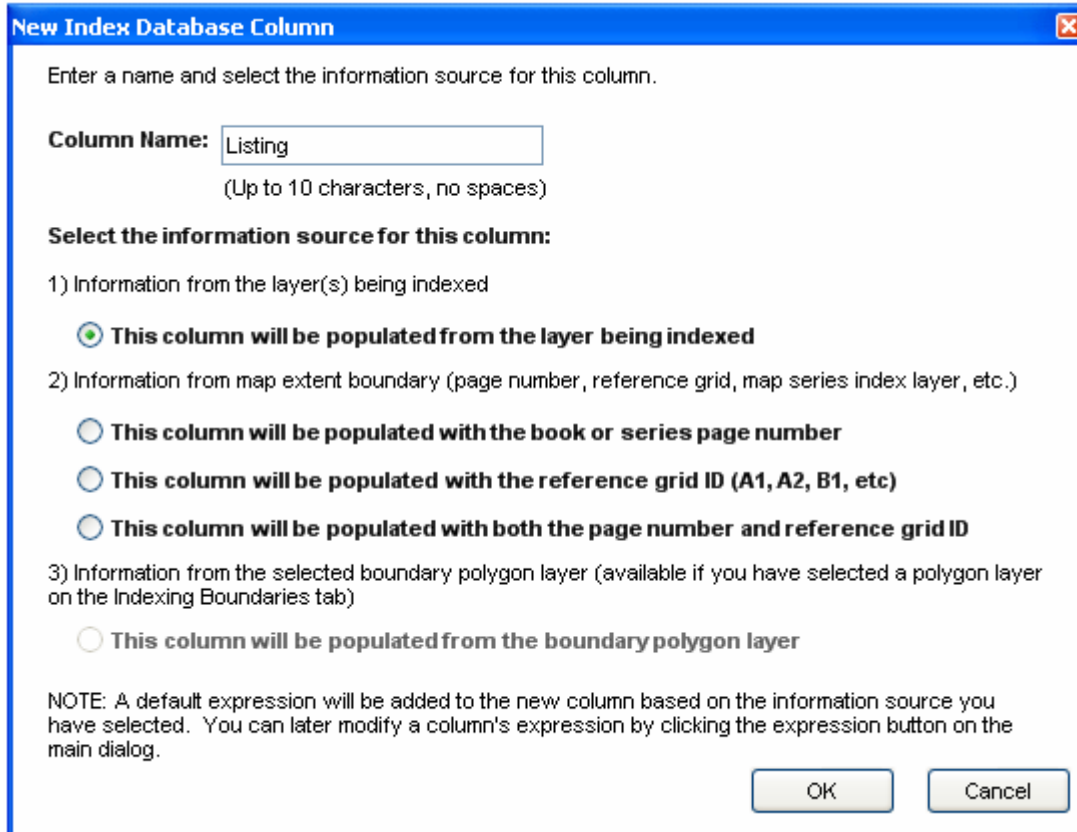 New Index Database Column
Enter a name and select the information source for this column.
Column Name: Listing
(Up to 10 characters, no spaces)
Select the information source for this column:
1) Information from the layer(s) being indexed
This column will be populated from the layer being indexed
2) Information from map extent boundary (page number, reference grid, map series index layer, etc.)
This column will be populated with the book or series page number
This column will be populated with the reference grid ID (A1, A2, B1, etc)
This column will be populated with both the page number and reference grid ID
3) Information from the selected boundary polygon layer (available if you have selected a polygon layer
on the Indexing Boundaries tab)
This column will be populated from the boundary polygon layer
NOTE: A default expression will be added to the new column based on the information source you
have selected. You can later modify a column's expression by clicking the expression button on the
main dialog.
OK Cancel